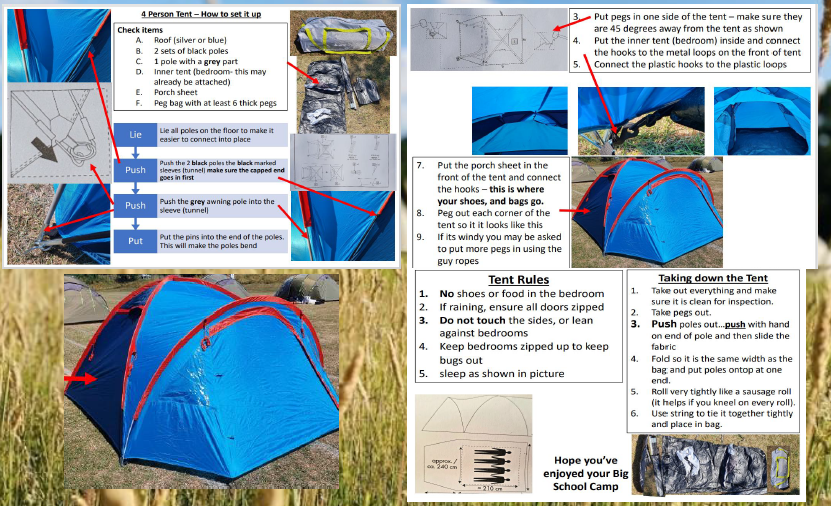 4 Person Tent – How to set it up
Check items
A. Roof (silver or blue)
B. 2 sets of black poles
C. 1 pole with a grey part
D. Inner tent (bedroom- this may
already be attached)
E. Porch sheet
F. Peg bag with at least 6 thick pegs
Lie
Lie all poles on the floor to make it
easier to connect into place
Push
Push the 2 black poles the black marked
sleeves (tunnel) make sure the capped end
goes in first
Push
Push the grey awning pole into the
sleeve (tunnel)
Put
Put the pins into the end of the poles.
This will make the poles bend
3. Put pegs in one side of the tent – make sure they
are 45 degrees away from the tent as shown
4. Put the inner tent (bedroom) inside and connect
the hooks to the metal loops on the front of tent
5. Connect the plastic hooks to the plastic loops
7. Put the porch sheet in the
front of the tent and connect
the hooks – this is where
your shoes, and bags go.
8. Peg out each corner of the
tent so it it looks like this
9. If its windy you may be asked
to put more pegs in using the
guy ropes
Tent Rules
1. No shoes or food in the bedroom
2. If raining, ensure all doors zipped
3. Do not touch the sides, or lean
against bedrooms
4. Keep bedrooms zipped up to keep
bugs out
5. sleep as shown in picture
Taking down the Tent
1. Take out everything and make
sure it is clean for inspection.
2. Take pegs out.
3. Push poles out...push with hand
on end of pole and then slide the
fabric
4. Fold so it is the same width as the
bag and put poles ontop at one
end.
5. Roll very tightly like a sausage roll
(it helps if you kneel on every roll).
6. Use string to tie it together tightly
and place in bag.
approx. /
ca. 240 cm
≈ 210 cm
Hope you've
enjoyed your Big
School Camp